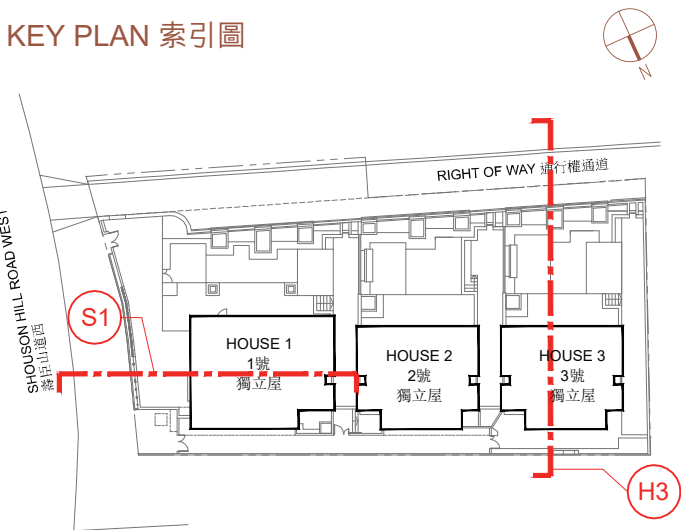 KEY PLAN 索引圖
N
RIGHT OF WAY 通行權通道
SHOUSON HILL ROAD WEST
壽臣山道西
S1
HOUSE 1
1號
獨立屋
HOUSE 2
2號
獨立屋
HOUSE 3
3號
獨立屋
H3